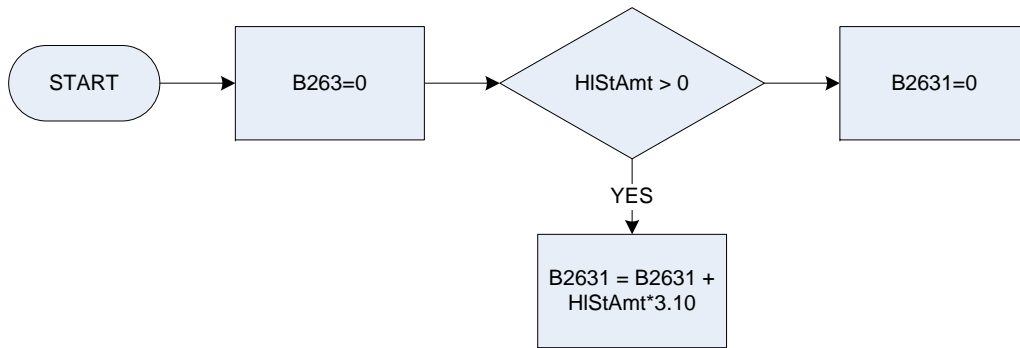 START
B263=0
HlStAmt > 0
B2631=0
YES
B2631 = B2631 +
HlStAmt*3.10